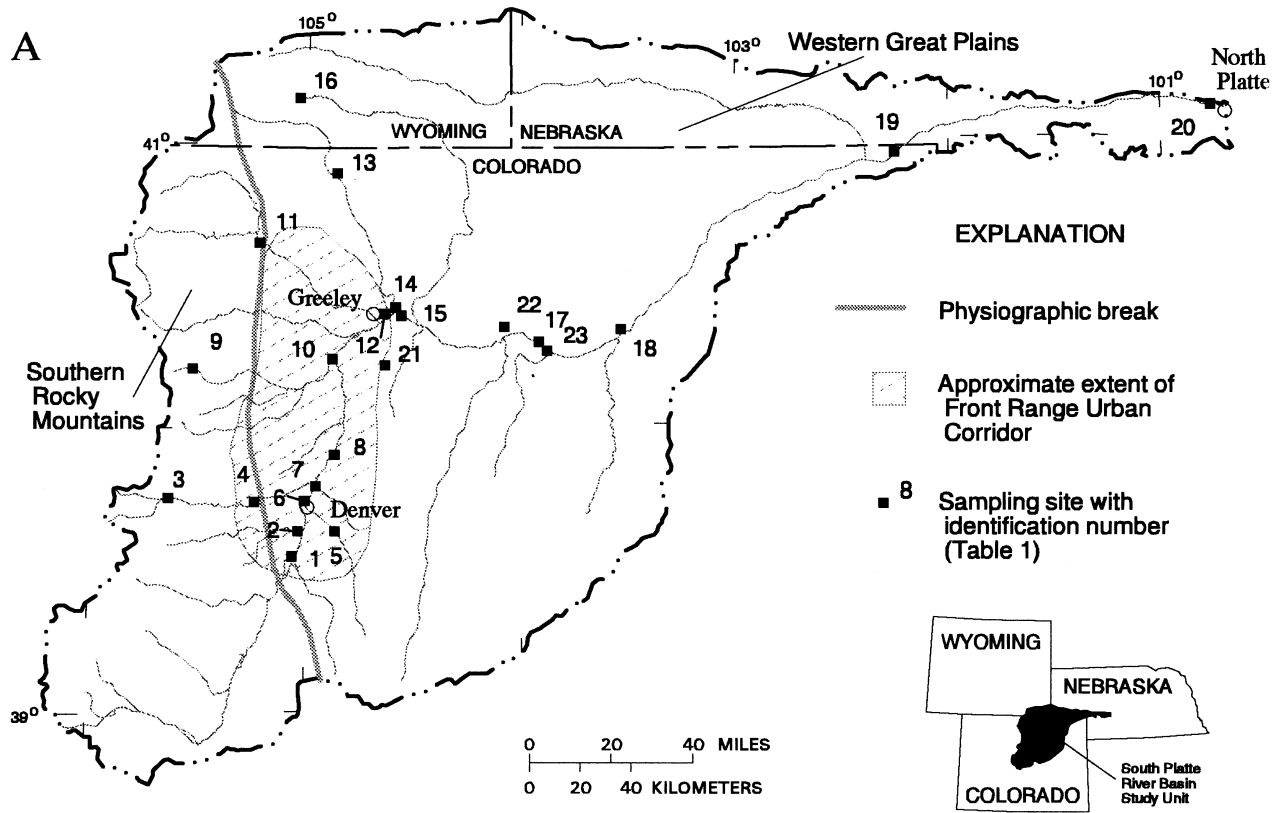 A
105°
103°
Western Great Plains
North
Platte
101°
16
WYOMING
NEBRASKA
19
20
41°
COLORADO
13
11
EXPLANATION
14
Greeley
15
22
17
23
18
12
21
10
9
Physiographic break
Southern
Rocky
Mountains
Approximate extent of
Front Range Urban
Corridor
8
7
3
4
6
Denver
2
1
5
8
Sampling site with
identification number
(Table 1)
39°
0 20 40 MILES
0 20 40 KILOMETERS
WYOMING
NEBRASKA
COLORADO
South Platte
River Basin
Study Unit